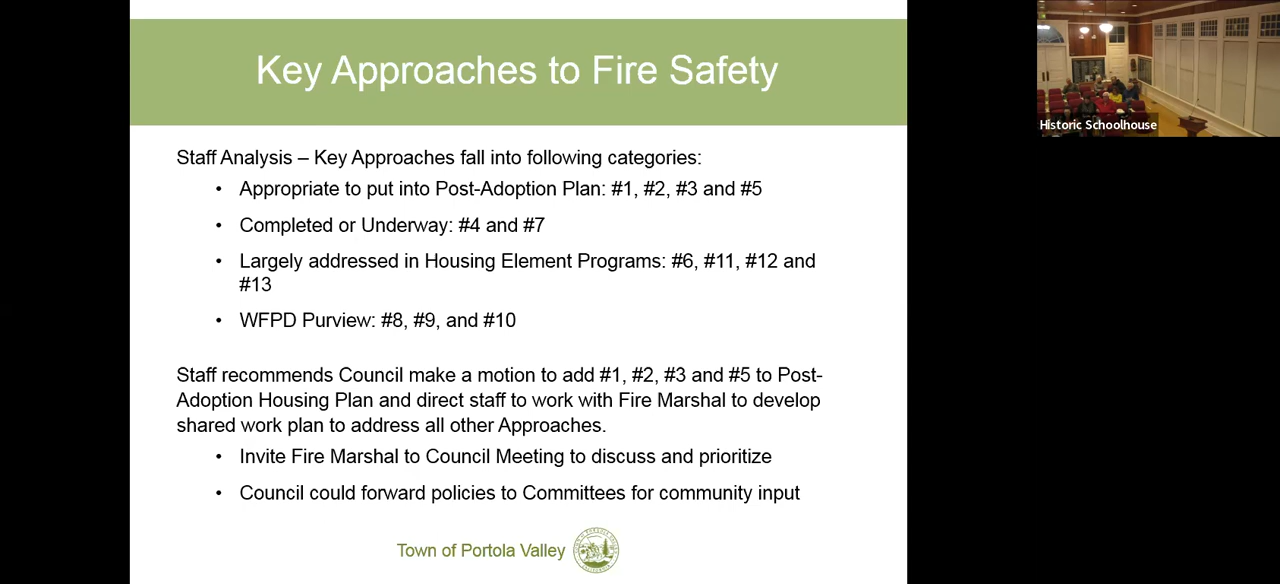 Key Approaches to Fire Safety
Historic Schoolhouse
Staff Analysis – Key Approaches fall into following categories:
• Appropriate to put into Post-Adoption Plan: #1, #2, #3 and #5
• Completed or Underway: #4 and #7
• Largely addressed in Housing Element Programs: #6, #11, #12 and
#13
• WFPD Purview: #8, #9, and #10
Staff recommends Council make a motion to add #1, #2, #3 and #5 to Post-
Adoption Housing Plan and direct staff to work with Fire Marshal to develop
shared work plan to address all other Approaches.
• Invite Fire Marshal to Council Meeting to discuss and prioritize
• Council could forward policies to Committees for community input
Town of Portola Valley